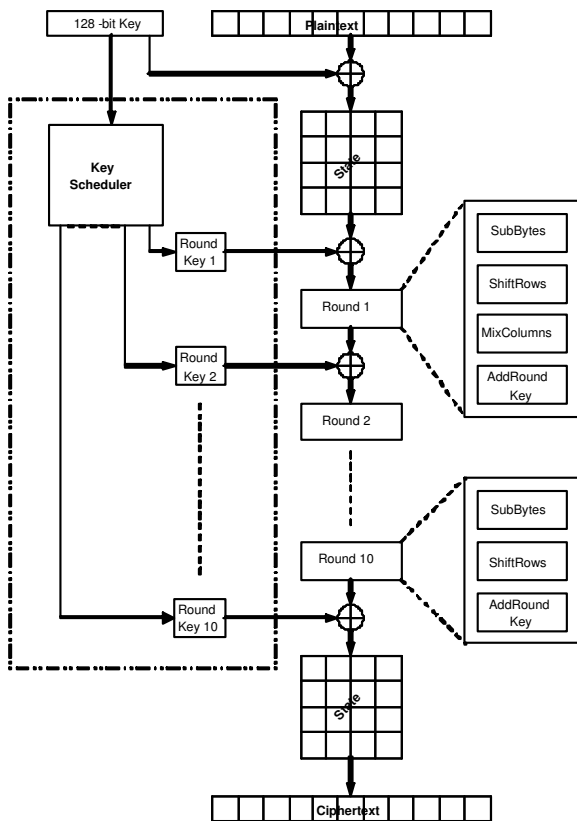 128 -bit Key
Plaintext
State
Key
Scheduler
Round
Key 1
Round 1
SubBytes
ShiftRows
MixColumns
AddRound
Key
Round
Key 2
Round 2
Round 10
SubBytes
ShiftRows
AddRound
Key
Round
Key 10
State
Ciphertext